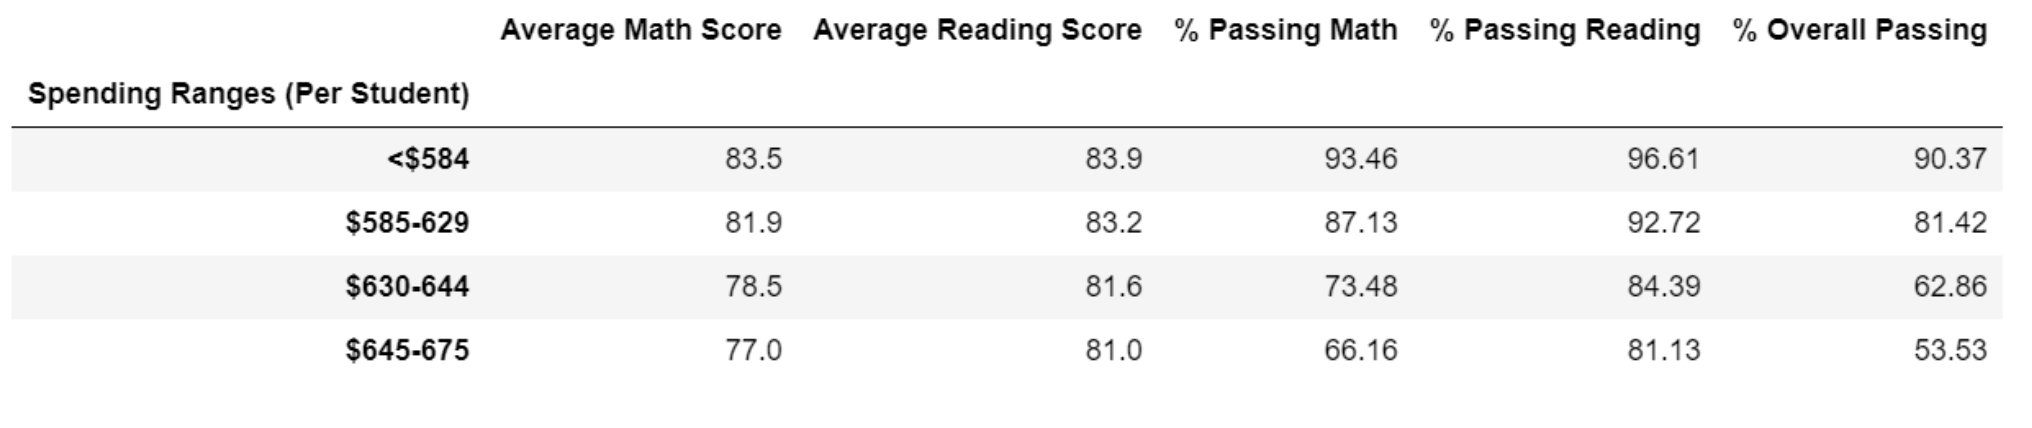 Average Math Score Average Reading Score % Passing Math % Passing Reading % Overall Passing
Spending Ranges (Per Student)
<$584 83.5 83.9 93.46 96.61 90.37
$585-629 81.9 83.2 87.13 92.72 81.42
$630-644 78.5 81.6 73.48 84.39 62.86
$645-675 77.0 81.0 66.16 81.13 53.53